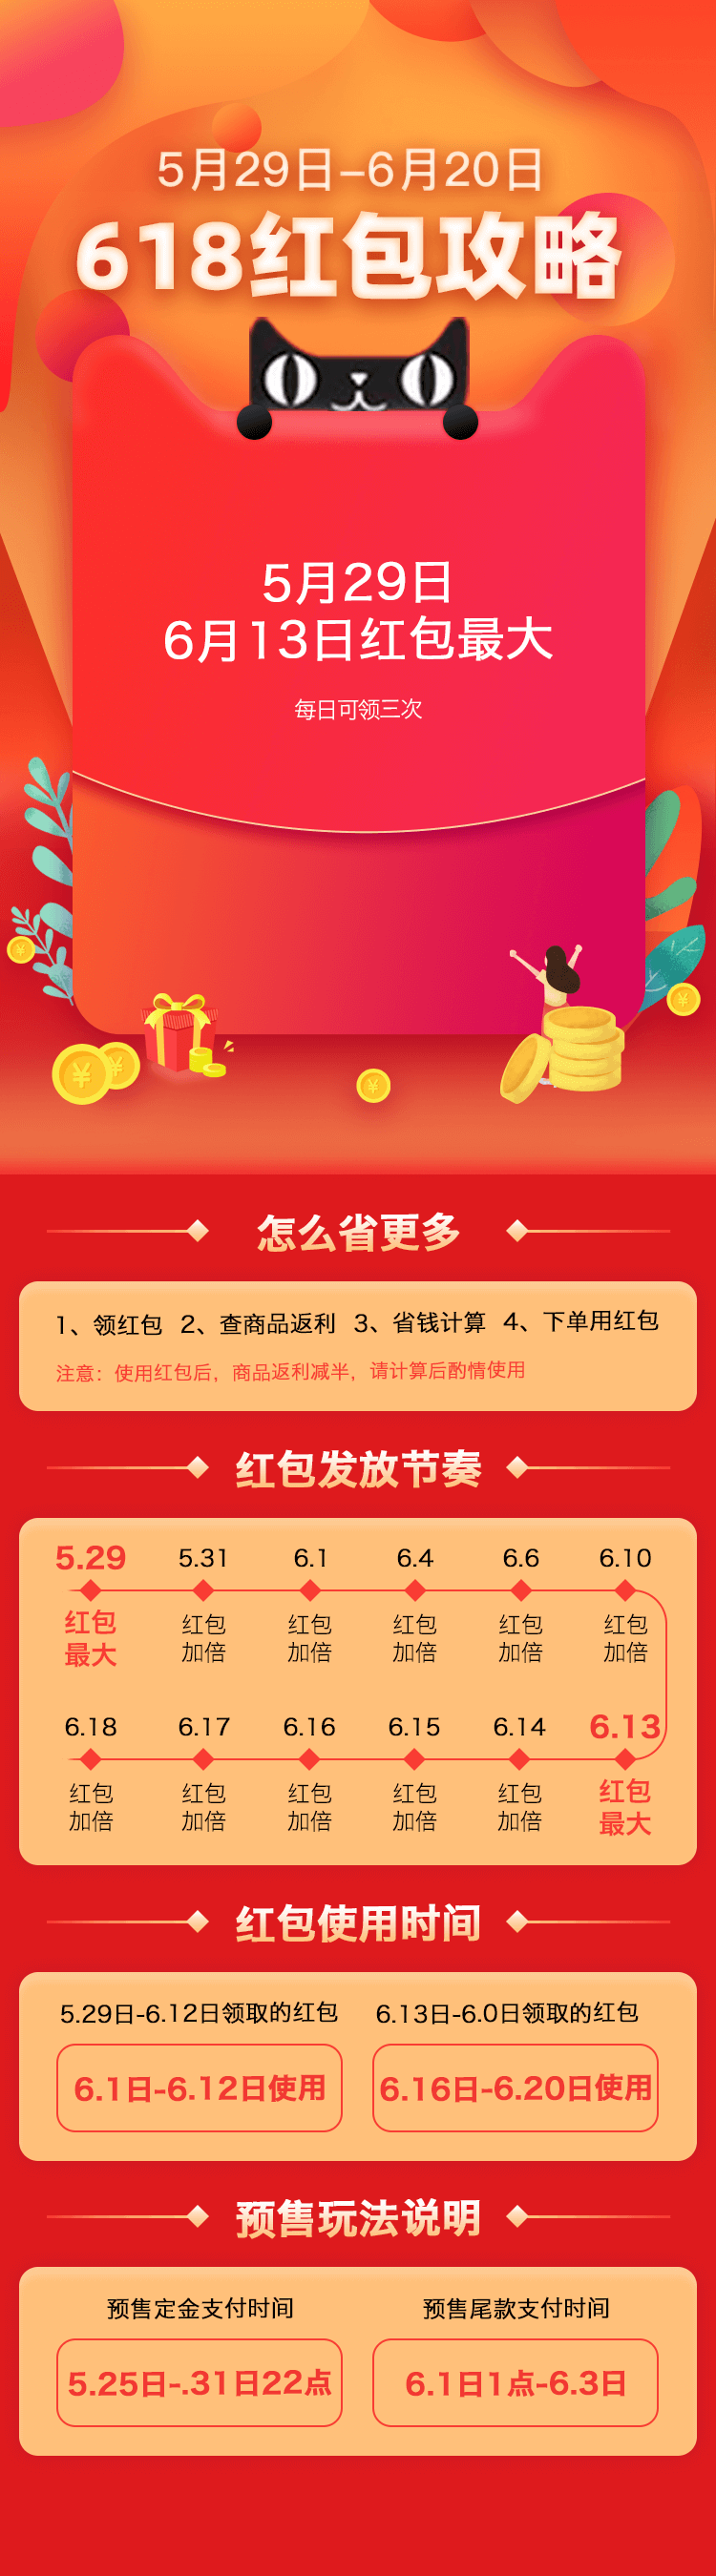 5月29日-6月20日
618红包攻略
5月29日
6月13日红包最大
每日可领三次
怎么省更多
1、领红包 2、查商品返利 3、省钱计算 4、下单用红包
注意：使用红包后，商品返利减半，请计算后酌情使用
红包发放节奏
5.29 5.31 6.1 6.4 6.6 6.10
红包 红包 红包 红包 红包 红包
最大 加倍 加倍 加倍 加倍 加倍
6.18 6.17 6.16 6.15 6.14 6.13
红包 红包 红包 红包 红包 红包
加倍 加倍 加倍 加倍 加倍 最大
红包使用时间
5.29日-6.12日领取的红包 6.13日-6.0日领取的红包
6.1日-6.12日使用 6.16日-6.20日使用
预售玩法说明
预售定金支付时间 预售尾款支付时间
5.25日-.31日22点 6.1日1点-6.3日